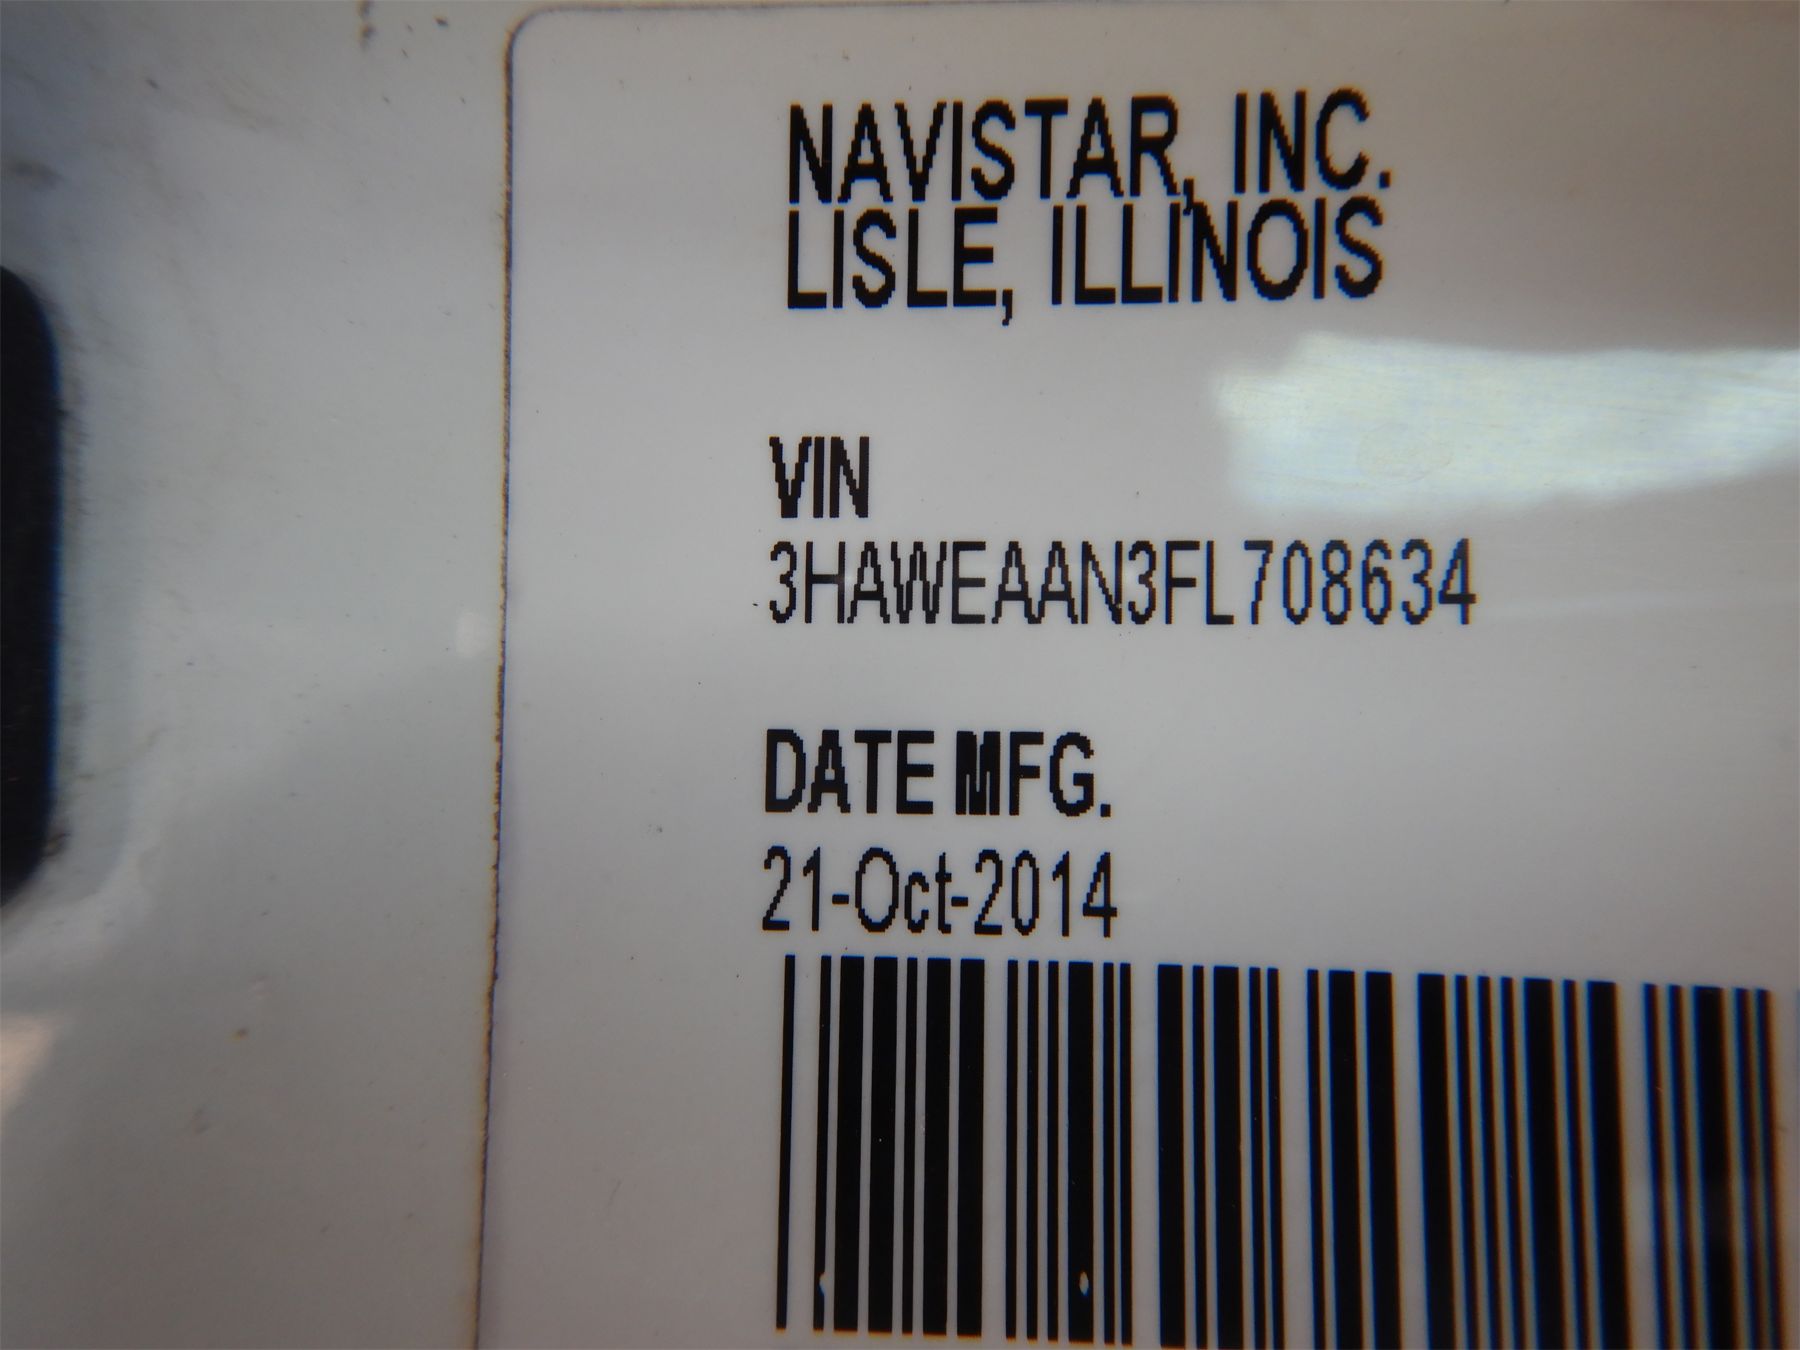 NAVISTAR, INC.
LISLE, ILLINOIS
VIN
3HAWEAAN3FL708634
DATE MFG.
21-Oct-2014